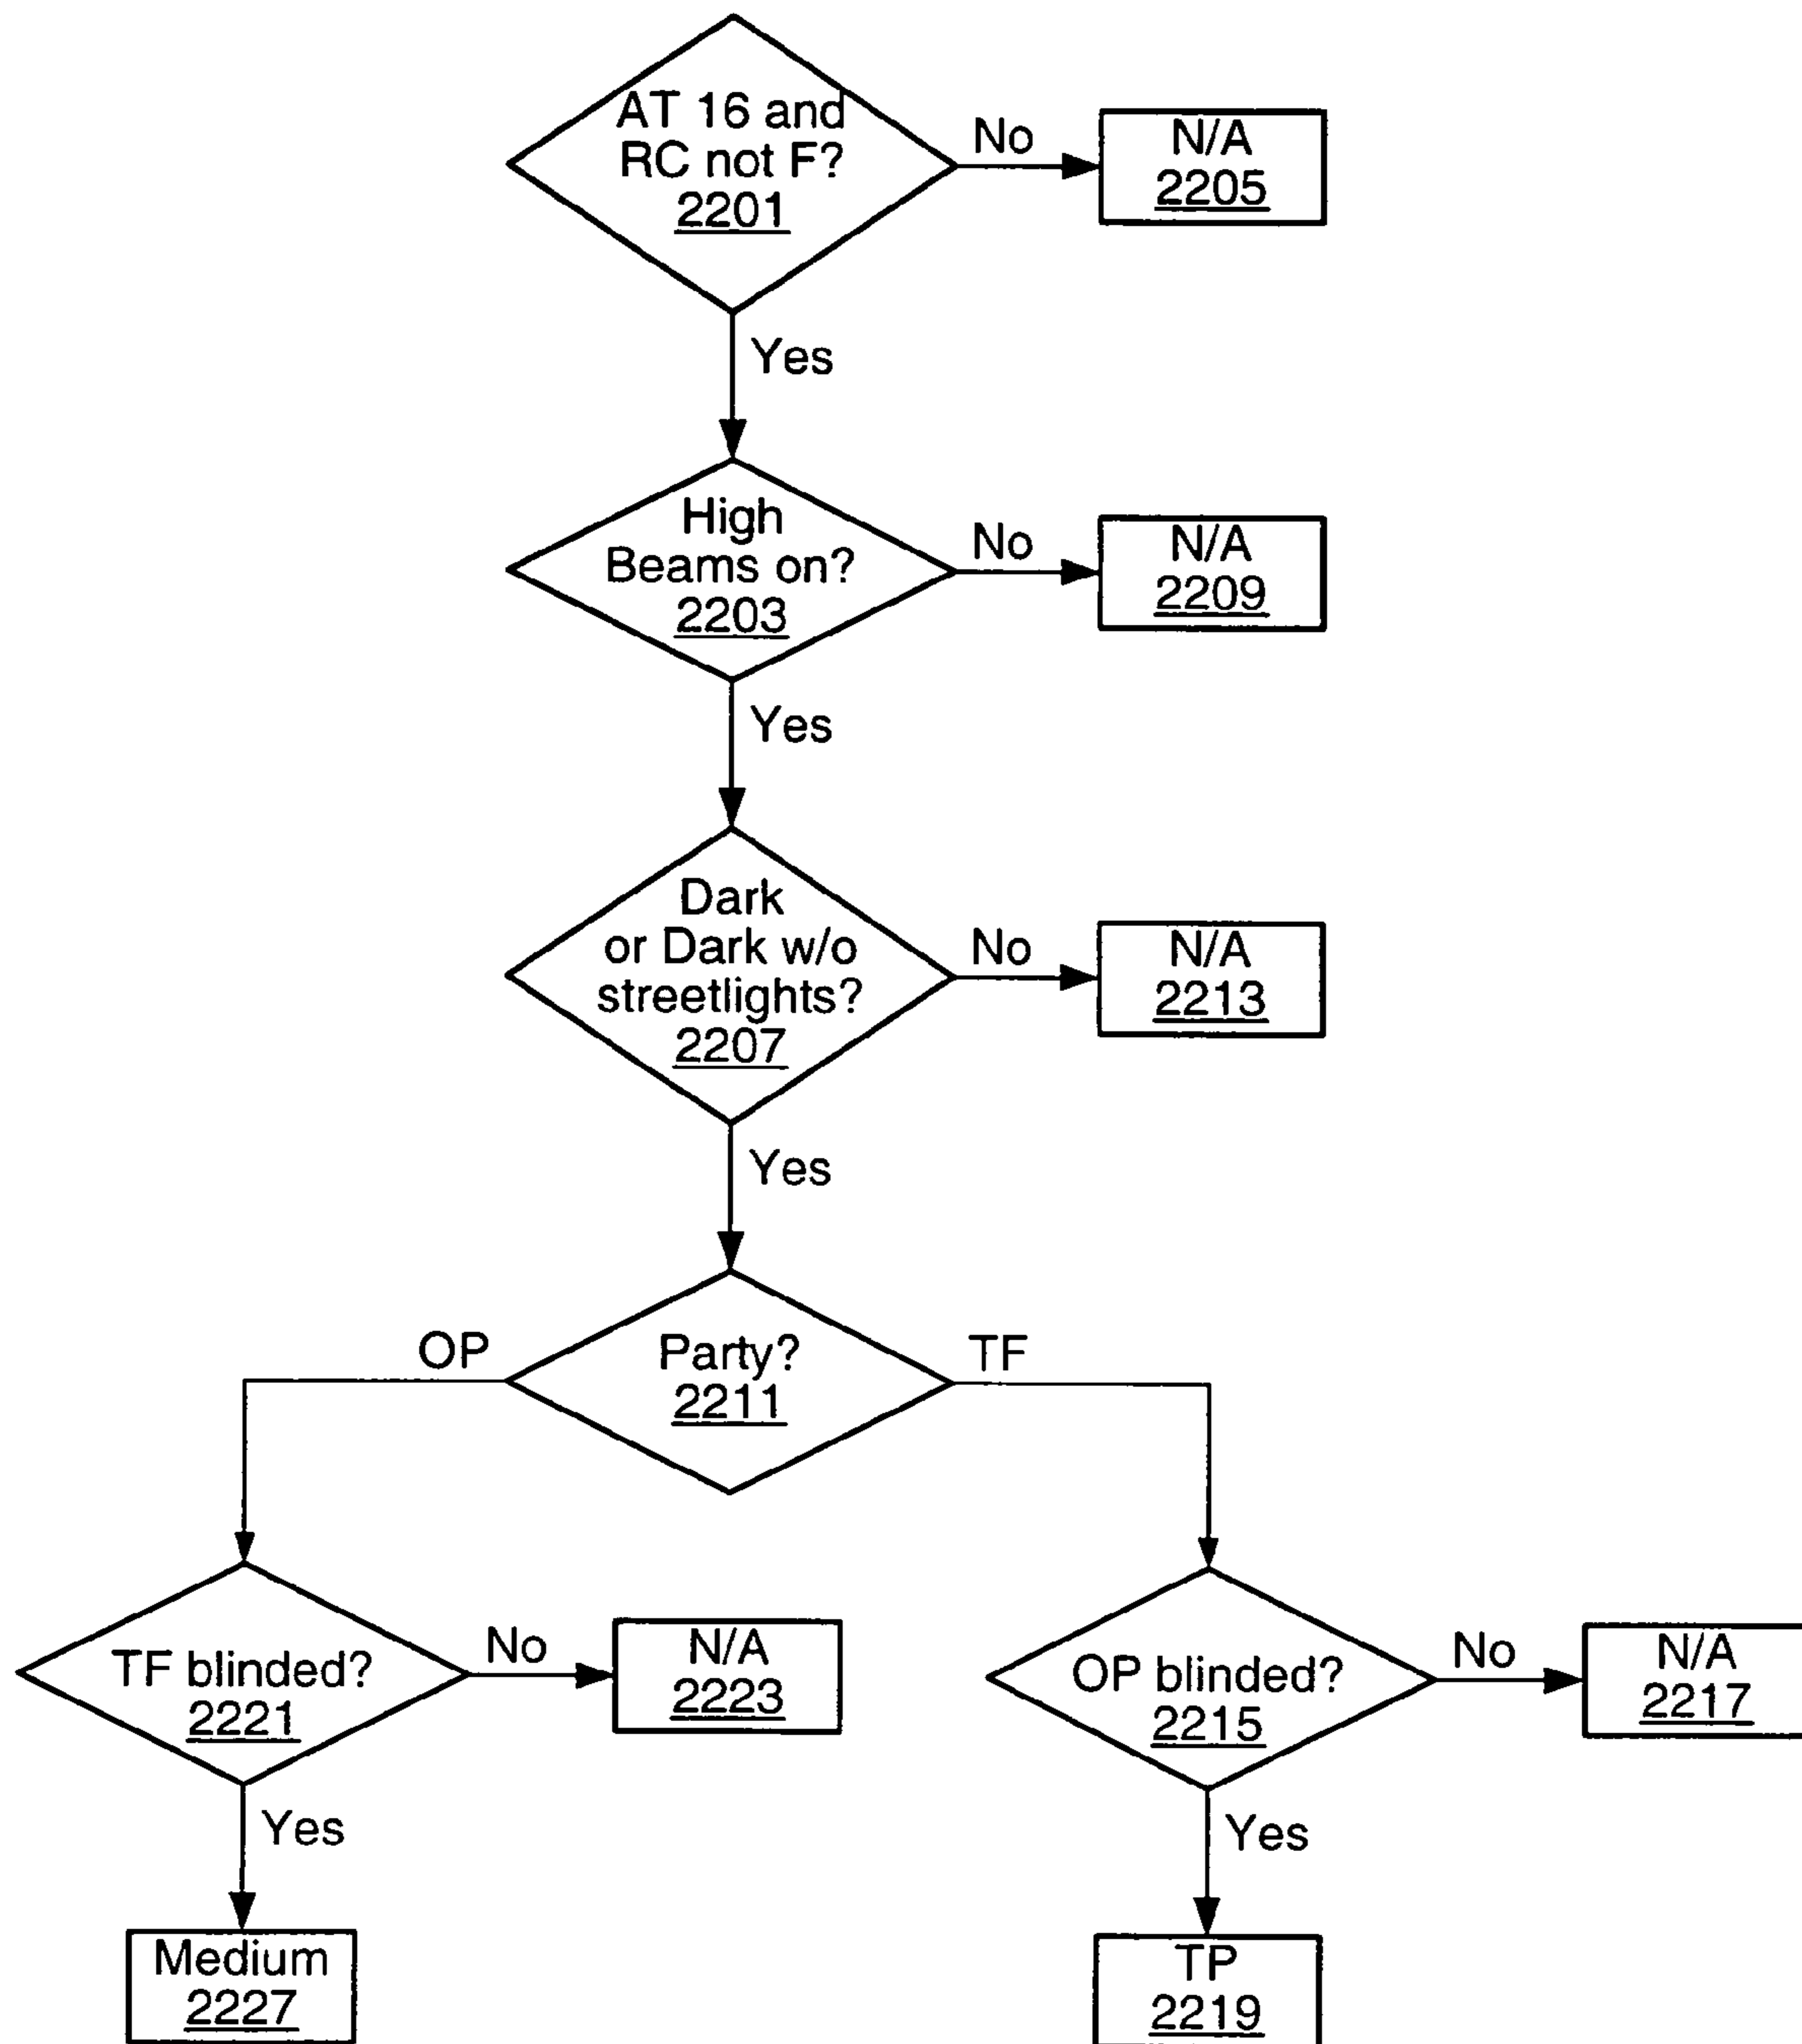 AT 16 and
RC not F?
2201
No
N/A
2205
Yes
High
Beams on?
2203
No
N/A
2209
Yes
Dark
or Dark w/o
streetlights?
2207
No
N/A
2213
Yes
OP
Party?
2211
TF
TF blinded?
2221
No
N/A
2223
OP blinded?
2215
No
N/A
2217
Yes
Yes
Medium
2227
TP
2219